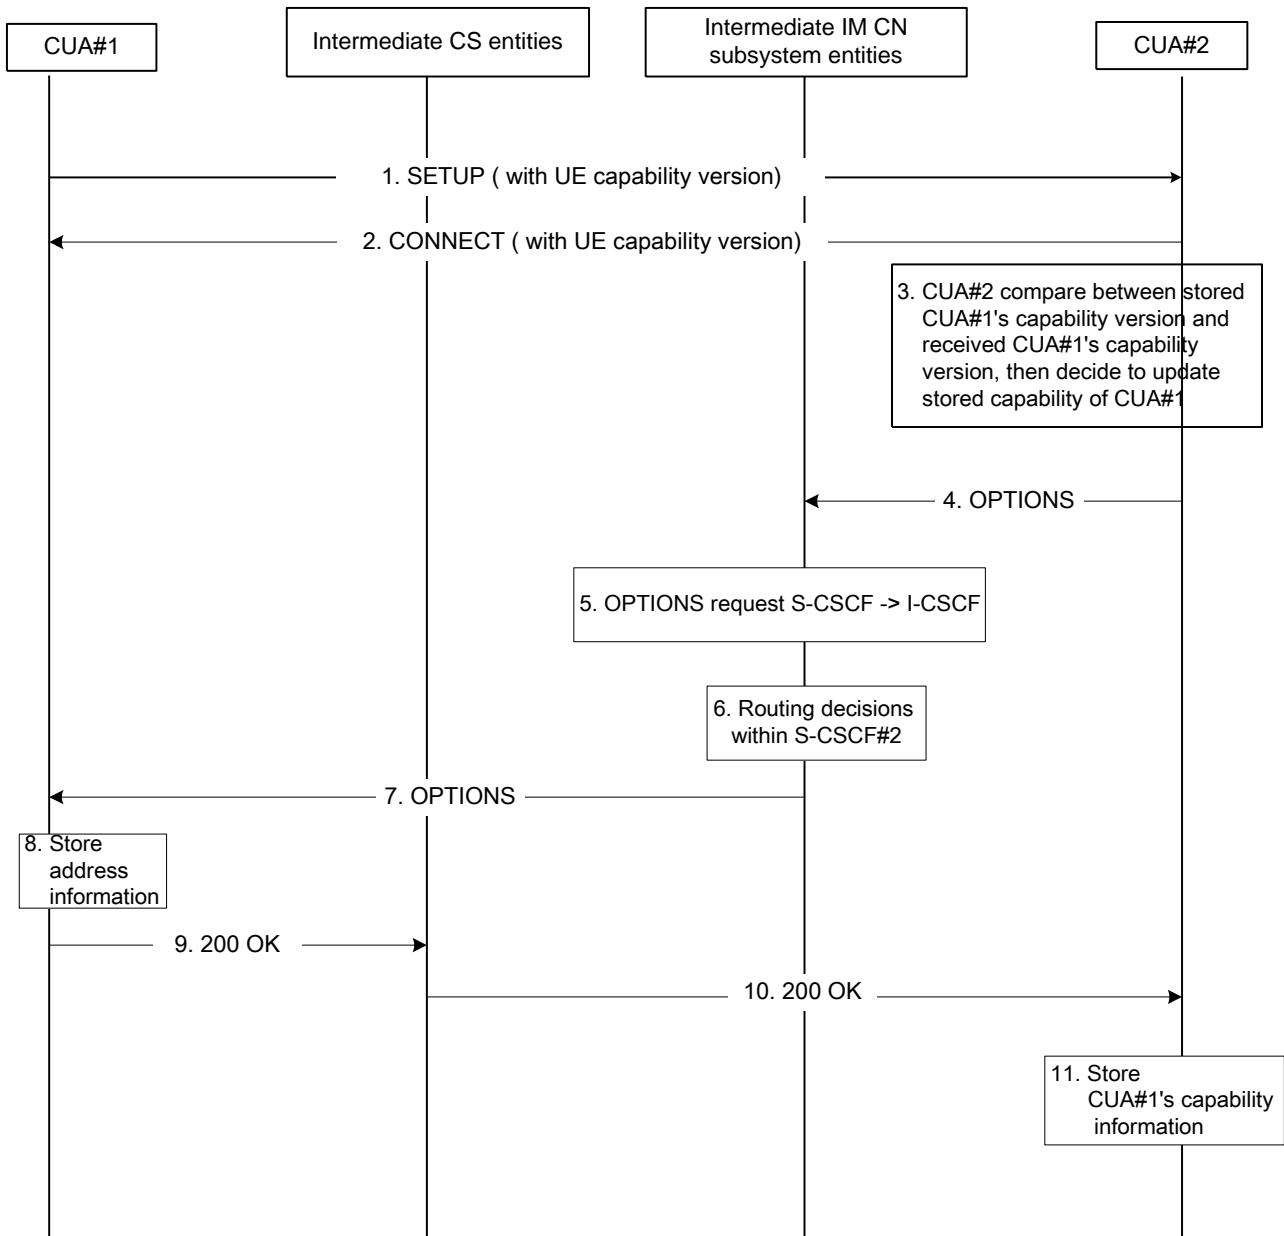 CUA#1
Intermediate CS entities
Intermediate IM CN
subsystem entities
CUA#2
1. SETUP ( with UE capability version)
2. CONNECT ( with UE capability version)
3. CUA#2 compare between stored
CUA#1's capability version and
received CUA#1's capability
version, then decide to update
stored capability of CUA#1
4. OPTIONS
5. OPTIONS request S-CSCF -> I-CSCF
6. Routing decisions
within S-CSCF#2
7. OPTIONS
8. Store
address
information
9. 200 OK
10. 200 OK
11. Store
CUA#1's capability
information